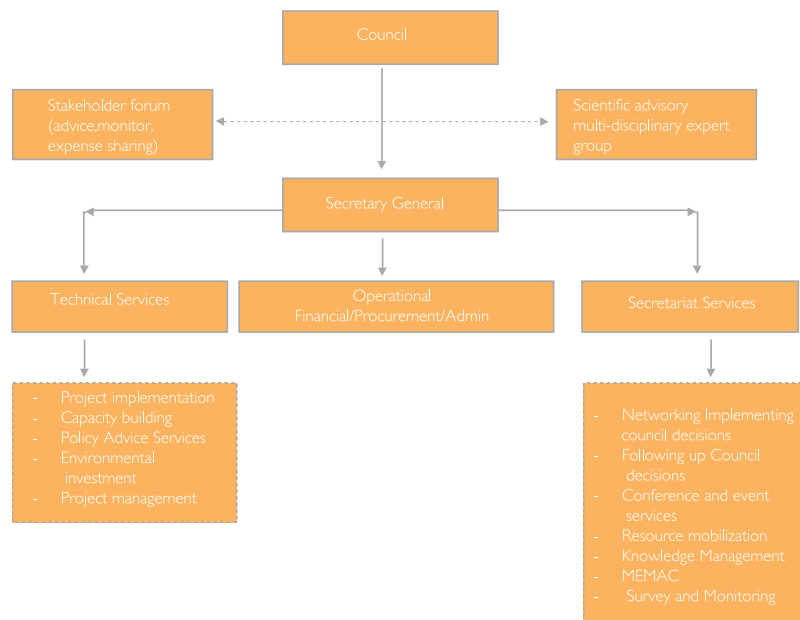 Council
Stakeholder forum
(advice,monitor,
expense sharing)
Scientific advisory
multi-disciplinary expert
group
Secretary General
Technical Services
Operational
Financial/Procurement/Admin
Secretariat Services
- Project implementation
- Capacity building
- Policy Advice Services
- Environmental
investment
- Project management
- Networking Implementing
council decisions
- Following up Council
decisions
- Conference and event
services
- Resource mobilization
- Knowledge Management
- MEMAC
- Survey and Monitoring